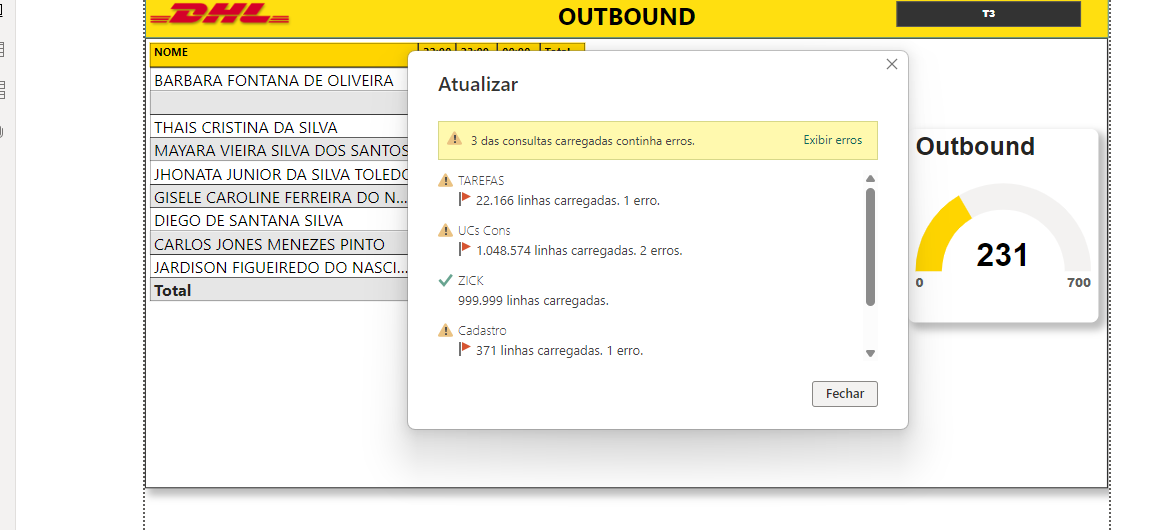 DHL
OUTBOUND
T3
NOME
22:00 23:00 00:00 Total
BARBARA FONTANA DE OLIVEIRA
THAIS CRISTINA DA SILVA
MAYARA VIEIRA SILVA DOS SANTOS
JHONATA JUNIOR DA SILVA TOLEDO
GISELE CAROLINE FERREIRA DO N...
DIEGO DE SANTANA SILVA
CARLOS JONES MENEZES PINTO
JARDISON FIGUEIREDO DO NASCI...
Total
Atualizar
3 das consultas carregadas continha erros. Exibir erros
TAREFAS
22.166 linhas carregadas. 1 erro.
UCs Cons
1.048.574 linhas carregadas. 2 erros.
ZICK
999.999 linhas carregadas.
Cadastro
371 linhas carregadas. 1 erro.
Fechar
Outbound
231
0 700